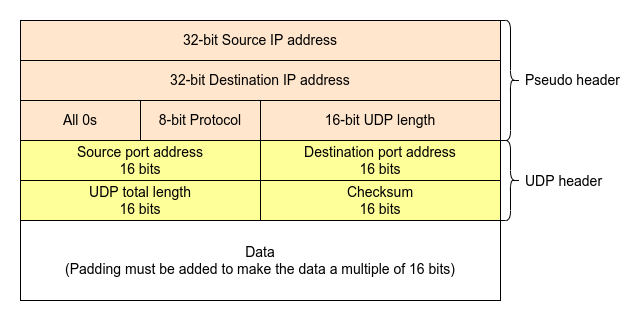 32-bit Source IP address
32-bit Destination IP address
Pseudo header
All 0s
8-bit Protocol
16-bit UDP length
Source port address
16 bits
Destination port address
16 bits
UDP header
UDP total length
16 bits
Checksum
16 bits
Data
(Padding must be added to make the data a multiple of 16 bits)